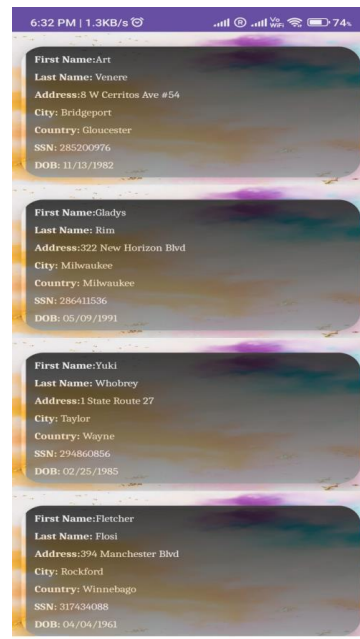 6:32 PM | 1.3KB/s Vo WiFi 74%
First Name:Art
Last Name: Venere
Address:8 W Cerritos Ave #54
City: Bridgeport
Country: Gloucester
SSN: 285200976
DOB: 11/13/1982
First Name:Gladys
Last Name: Rim
Address:322 New Horizon Blvd
City: Milwaukee
Country: Milwaukee
SSN: 286411536
DOB: 05/09/1991
First Name:Yuki
Last Name: Whobrey
Address:1 State Route 27
City: Taylor
Country: Wayne
SSN: 294860856
DOB: 02/25/1985
First Name:Fletcher
Last Name: Flosi
Address:394 Manchester Blvd
City: Rockford
Country: Winnebago
SSN: 317434088
DOB: 04/04/1961